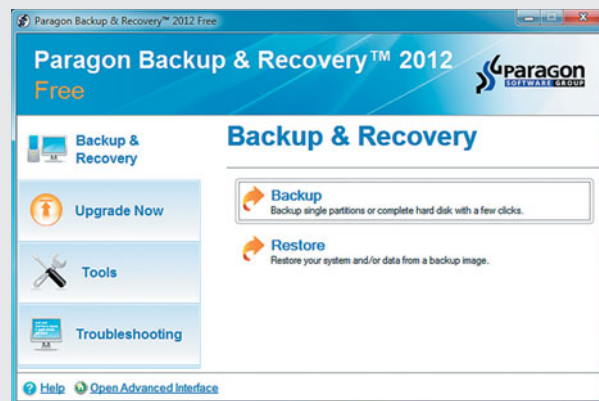 Paragon Backup & Recovery™ 2012 Free
Paragon Backup & Recovery™ 2012
Free
Paragon
SOFTWARE GROUP
Backup &
Recovery
Upgrade Now
Tools
Troubleshooting
Backup & Recovery
Backup
Backup single partitions or complete hard disk with a few clicks.
Restore
Restore your system and/or data from a backup image.
Help
Open Advanced Interface